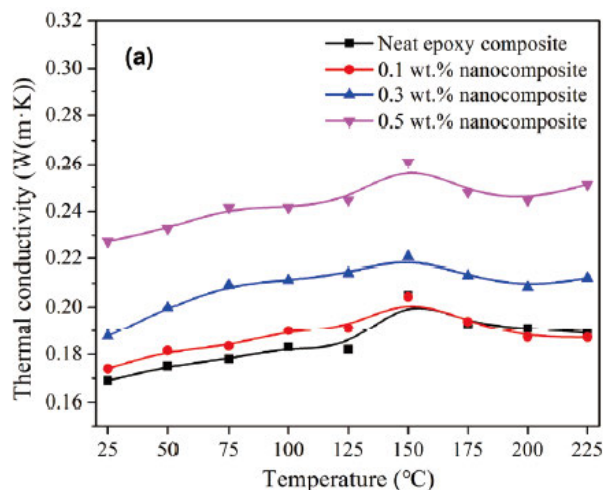 (a)
Neat epoxy composite
0.1 wt.% nanocomposite
0.3 wt.% nanocomposite
0.5 wt.% nanocomposite
Thermal conductivity (W(m·K))
0.32
0.30
0.28
0.26
0.24
0.22
0.20
0.18
0.16
25 50 75 100 125 150 175 200 225
Temperature (℃)